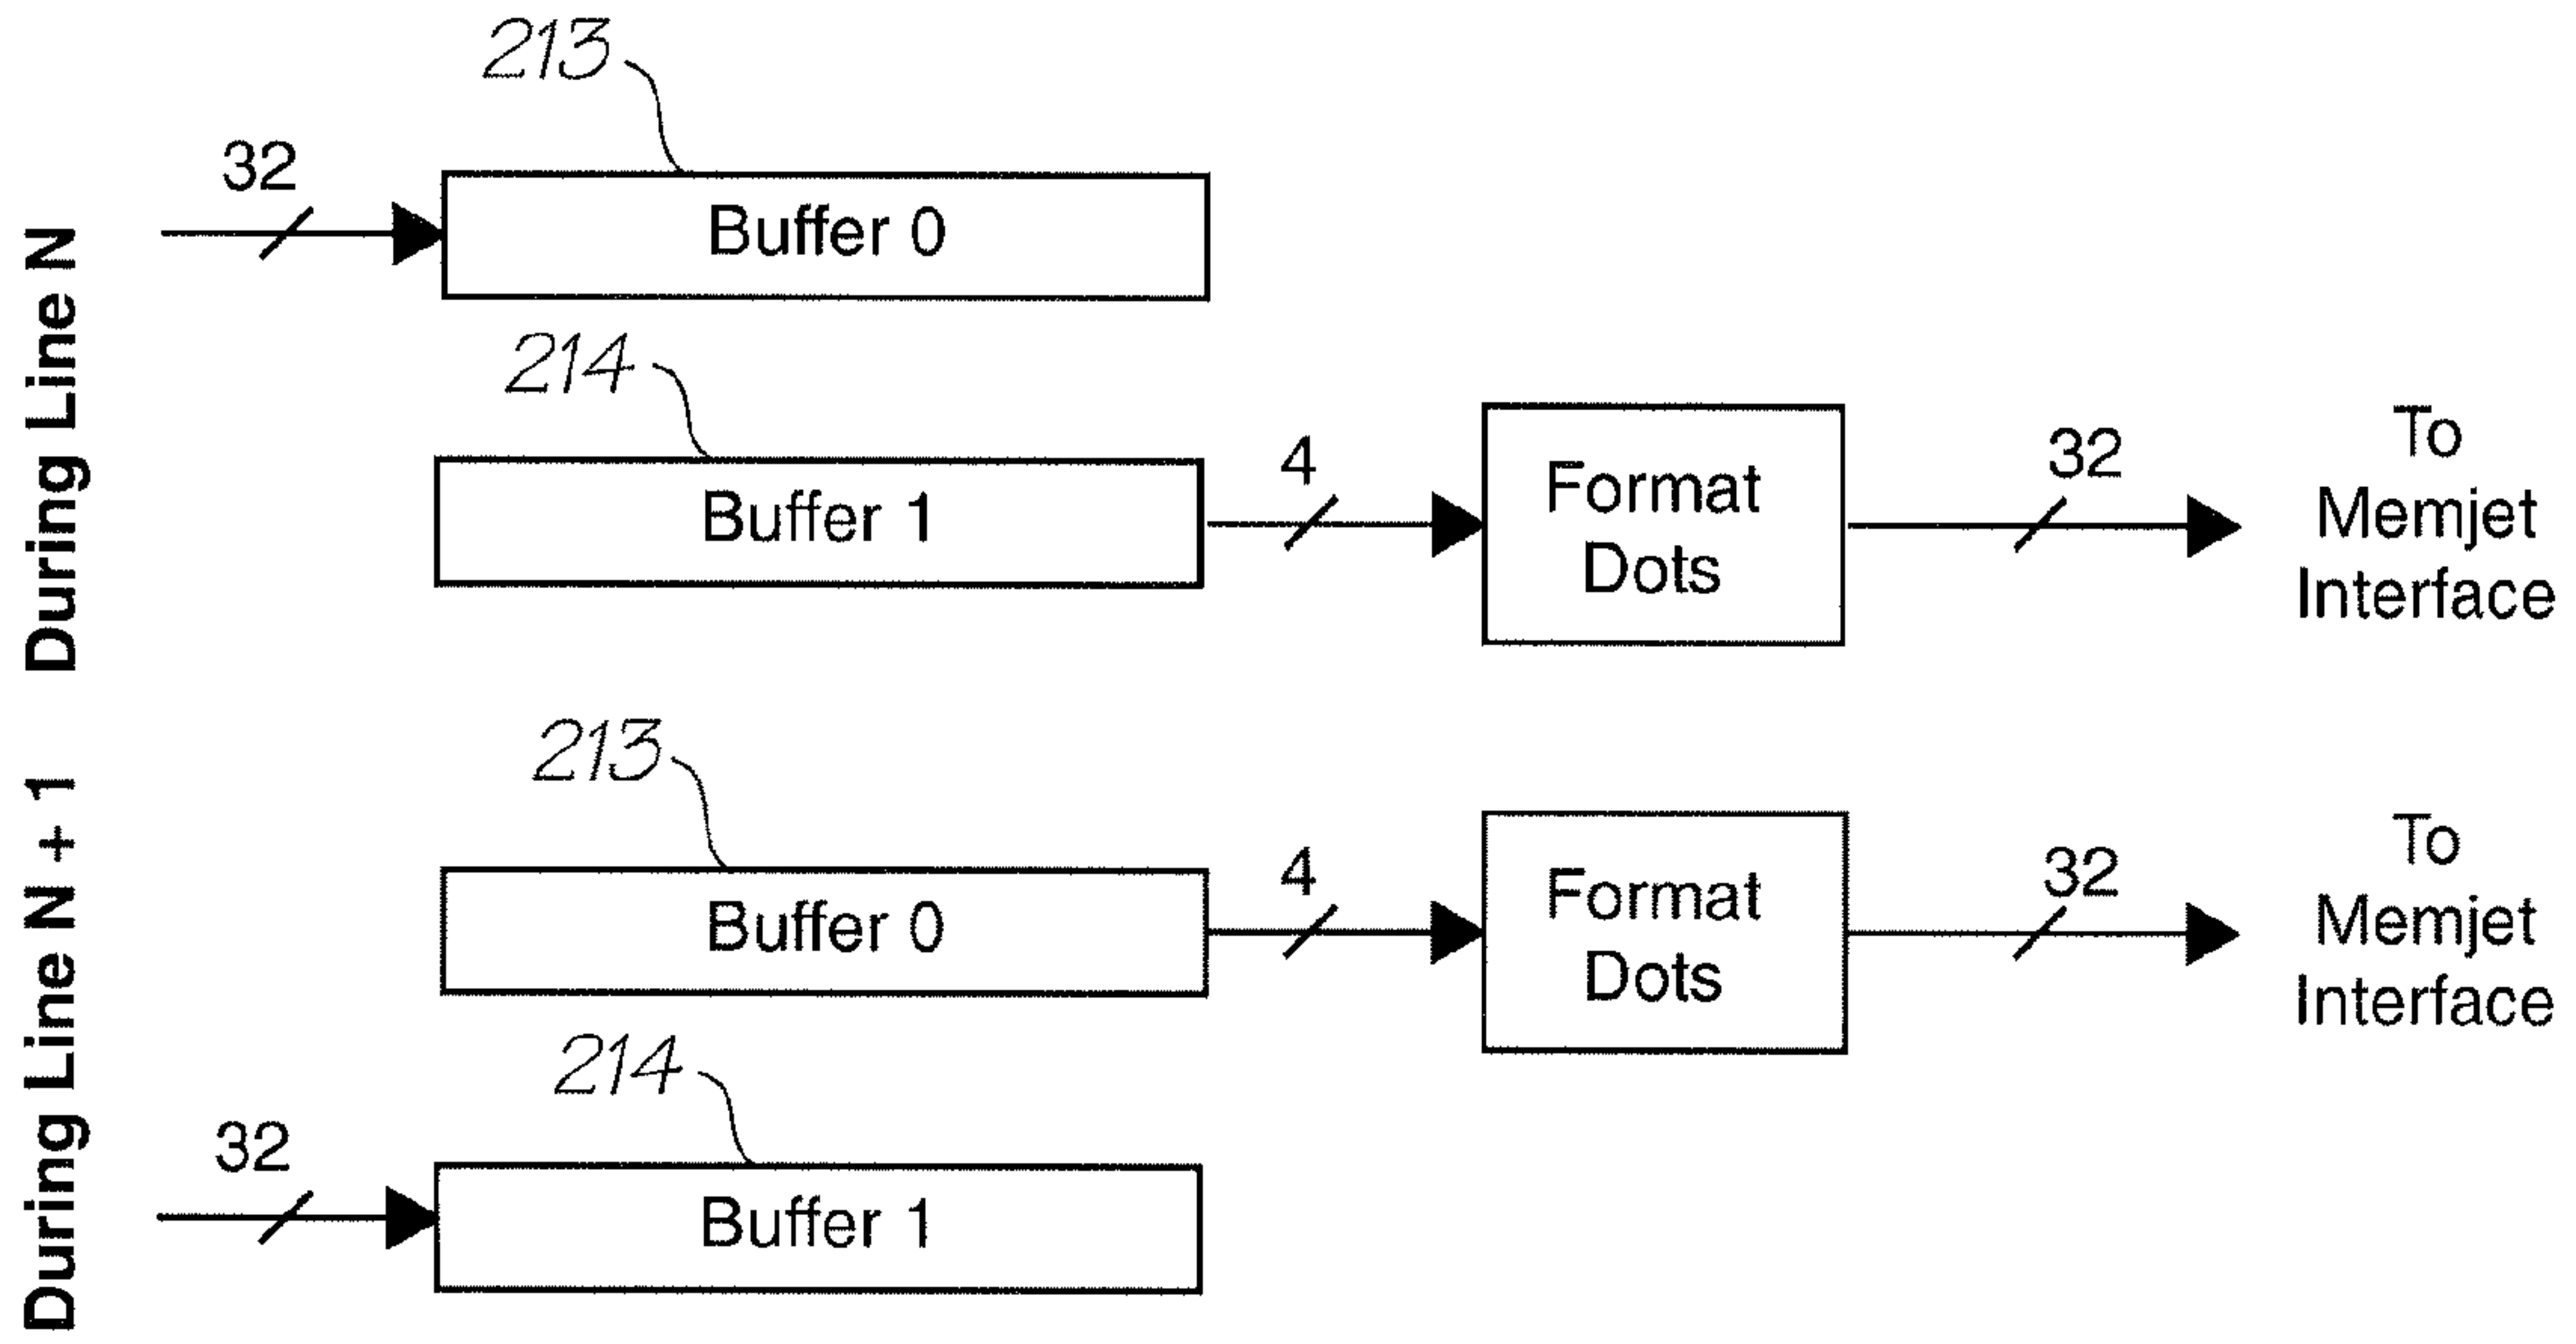 During Line N
213
32
Buffer 0
214
Buffer 1
4
Format
Dots
32
To
Memjet
Interface
During Line N + 1
213
Buffer 0
4
Format
Dots
32
To
Memjet
Interface
214
32
Buffer 1